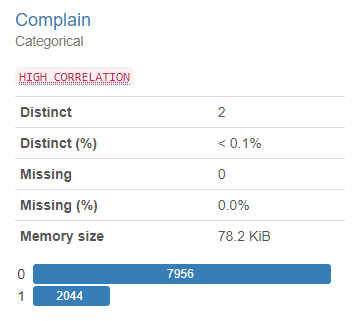 Complain
Categorical
HIGH CORRELATION
Distinct 2
Distinct (%) < 0.1%
Missing 0
Missing (%) 0.0%
Memory size 78.2 KiB
0 7956
1 2044